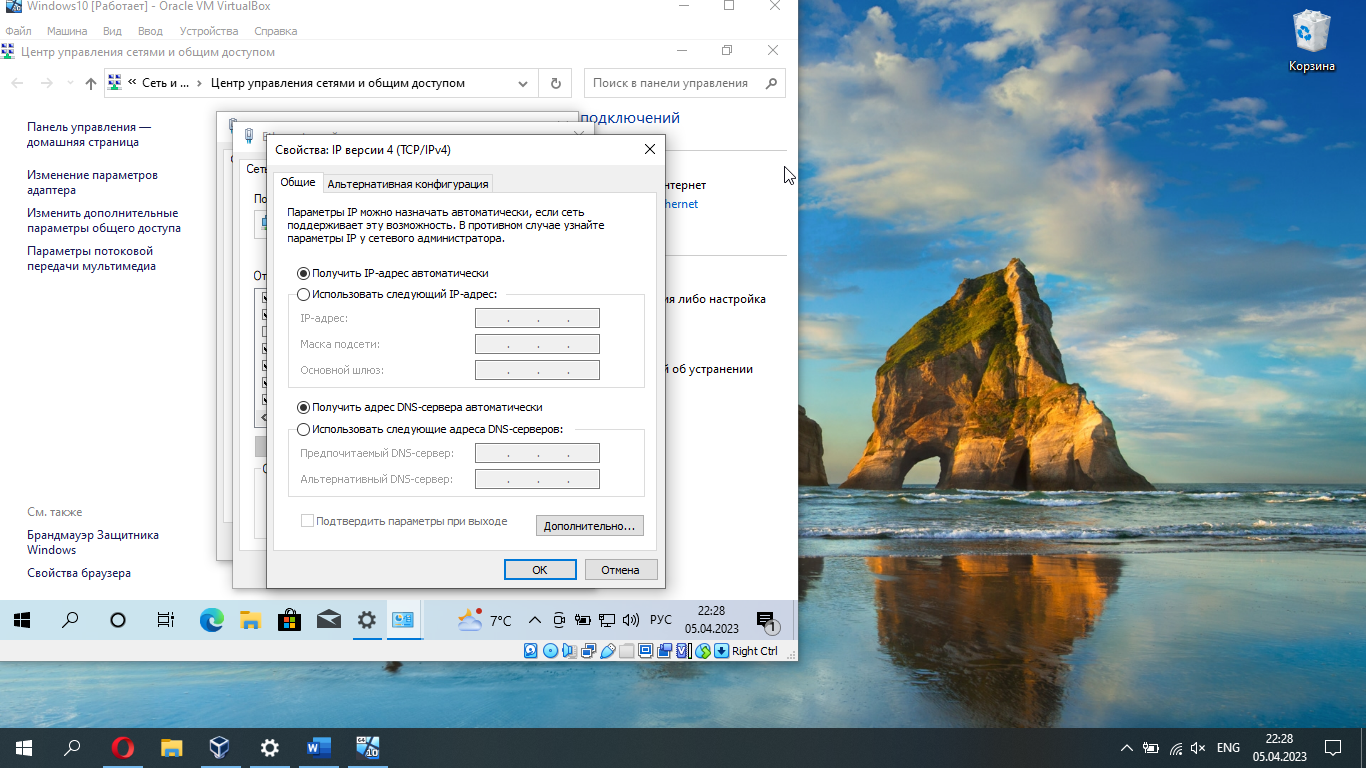 Windows10 [Работает] - Oracle VM VirtualBox
Файл Машина Вид Ввод Устройства Справка
Центр управления сетями и общим доступом
« Сеть и ... › Центр управления сетями и общим доступом
Поиск в панели управления
Панель управления —
домашняя страница
Изменение параметров
адаптера
Изменить дополнительные
параметры общего доступа
Параметры потоковой
передачи мультимедиа
См. также
Брандмауэр Защитника
Windows
Свойства браузера
подключений
нтернет
hernet
ия либо настройка
й об устранении
Сеть
По
От
Свойства: IP версии 4 (TCP/IPv4)
Общие
Альтернативная конфигурация
Параметры IP можно назначать автоматически, если сеть
поддерживает эту возможность. В противном случае узнайте
параметры IP у сетевого администратора.
Получить IP-адрес автоматически
Использовать следующий IP-адрес:
IP-адрес:
Маска подсети:
Основной шлюз:
Получить адрес DNS-сервера автоматически
Использовать следующие адреса DNS-серверов:
Предпочитаемый DNS-сервер:
Альтернативный DNS-сервер:
Подтвердить параметры при выходе
Дополнительно...
ОК
Отмена
7°C
РУС
22:28
05.04.2023
1
Right Ctrl
Корзина
ENG
22:28
05.04.2023